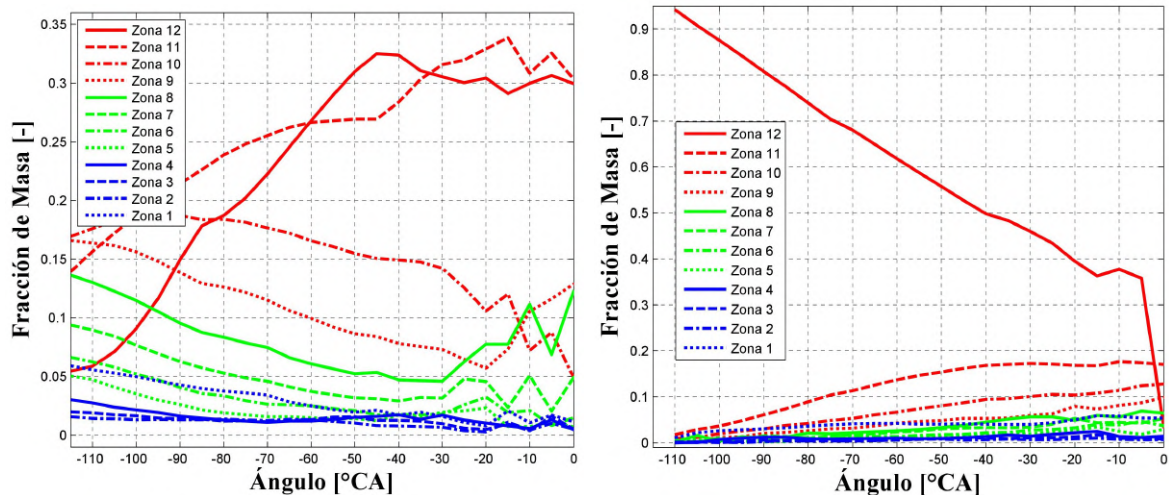 0.35
0.3
0.25
0.2
0.15
0.1
0.05
0
Fracción de Masa [-]
Zona 12
Zona 11
Zona 10
Zona 9
Zona 8
Zona 7
Zona 6
Zona 5
Zona 4
Zona 3
Zona 2
Zona 1
-110 -100 -90 -80 -70 -60 -50 -40 -30 -20 -10 0
Ángulo [°CA]
0.9
0.8
0.7
0.6
0.5
0.4
0.3
0.2
0.1
0
Fracción de Masa [-]
Zona 12
Zona 11
Zona 10
Zona 9
Zona 8
Zona 7
Zona 6
Zona 5
Zona 4
Zona 3
Zona 2
Zona 1
-110 -100 -90 -80 -70 -60 -50 -40 -30 -20 -10 0
Ángulo [°CA]